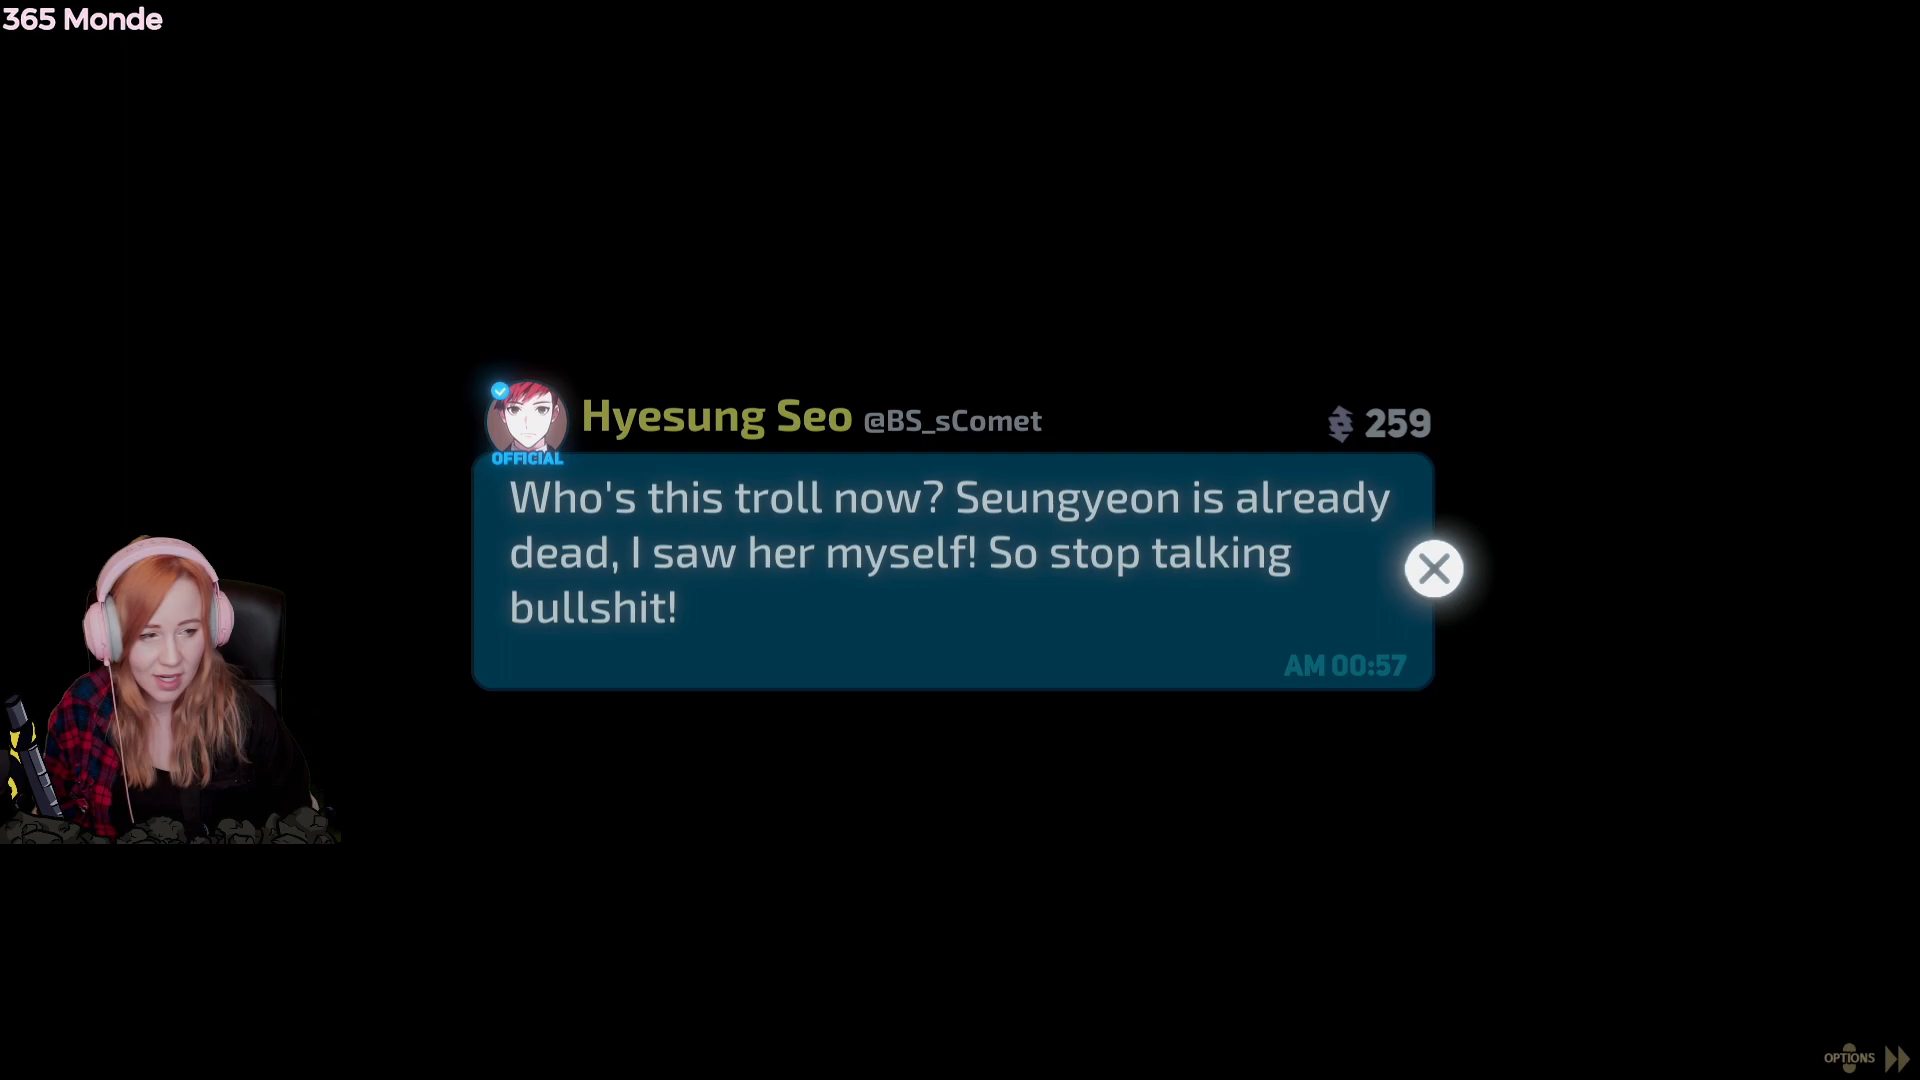 365 Monde
Hyesung Seo @BS_sComet
259
OFFICIAL
Who's this troll now? Seungyeon is already
dead, I saw her myself! So stop talking
bullshit!
AM 00:57
OPTIONS